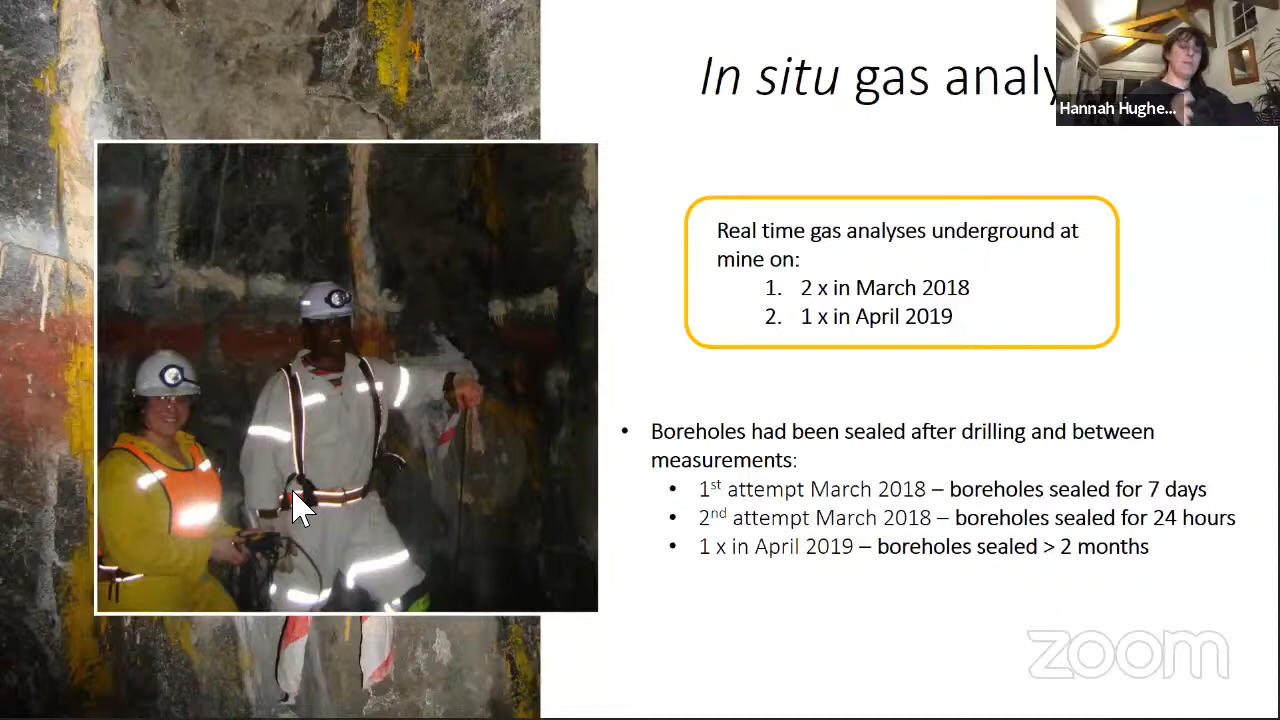 In situ gas analy
Hannah Hughe...
Real time gas analyses underground at
mine on:
1. 2 x in March 2018
2. 1 x in April 2019
• Boreholes had been sealed after drilling and between
measurements:
• 1st attempt March 2018 – boreholes sealed for 7 days
• 2nd attempt March 2018 – boreholes sealed for 24 hours
• 1 x in April 2019 – boreholes sealed > 2 months
zoom